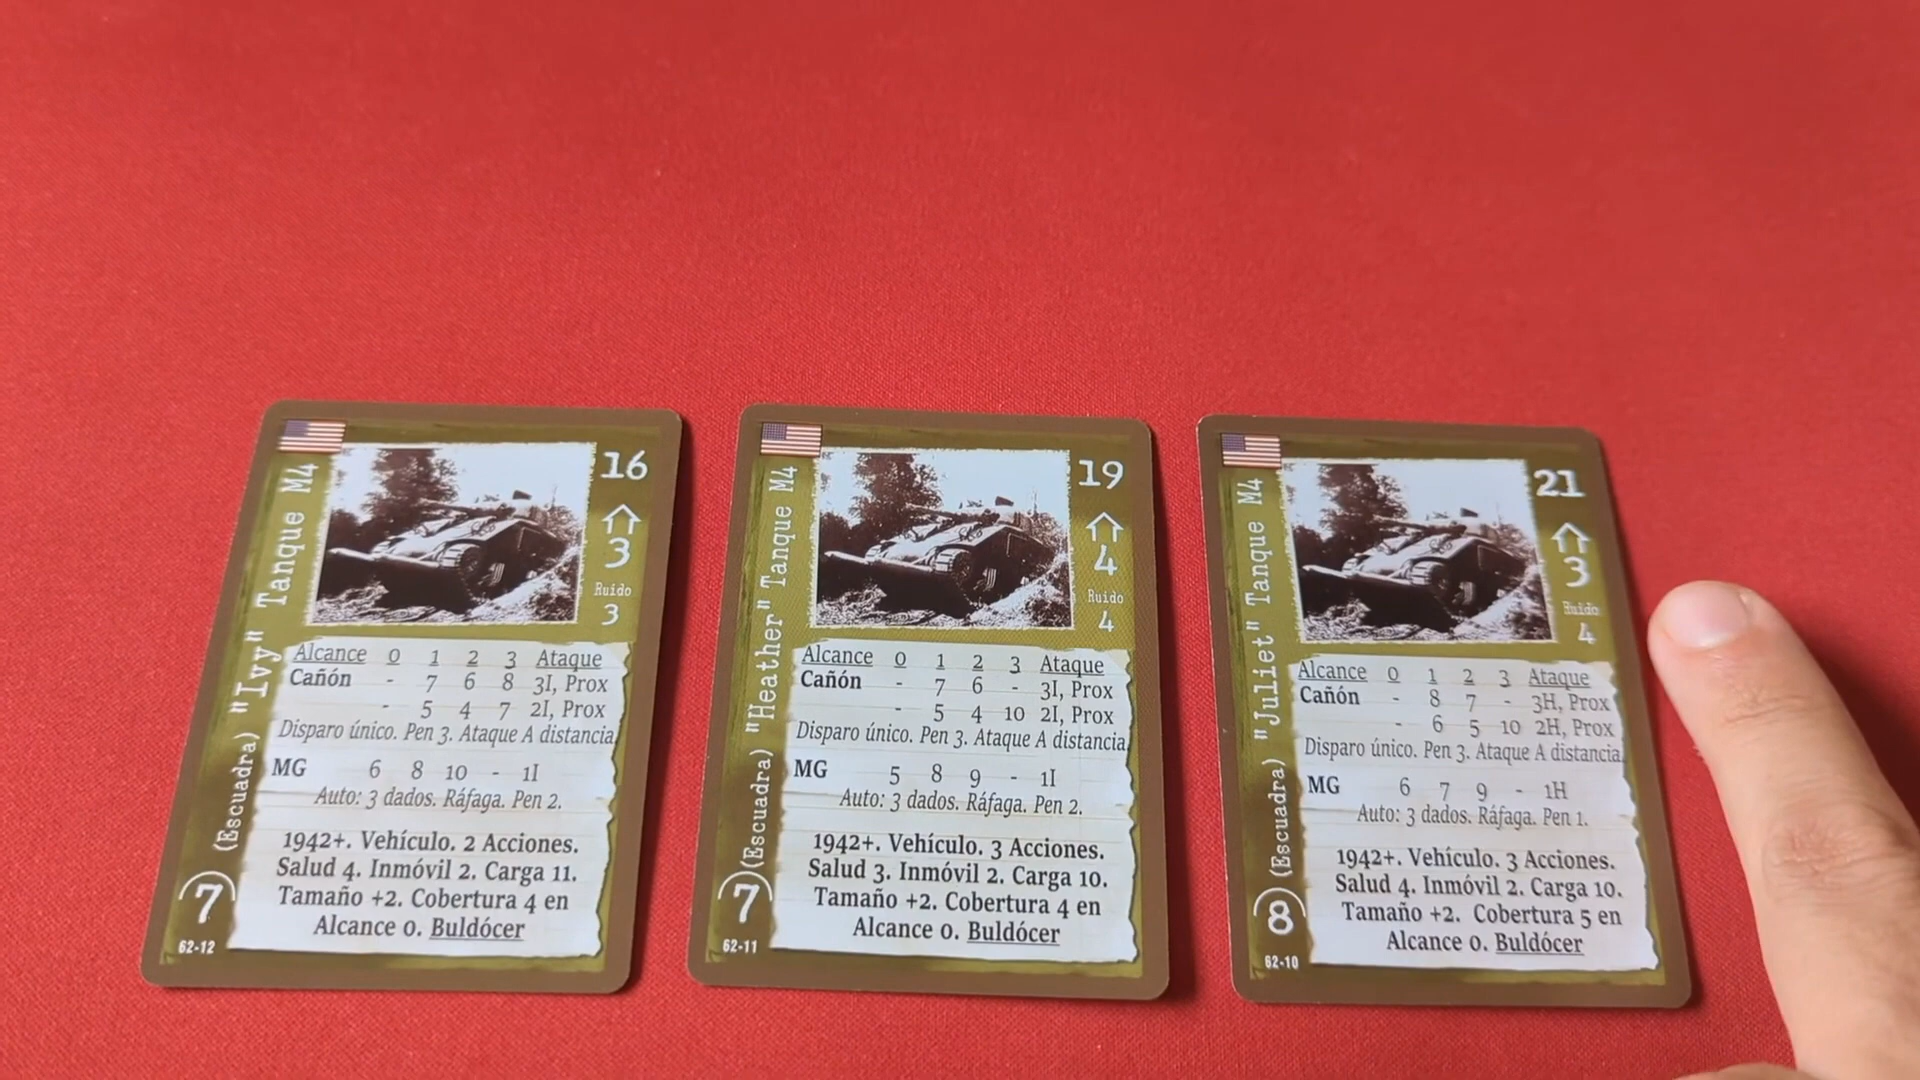 (Escuadra) "Ivy" Tanque M4
16
3
Ruido
3
Alcance 0 1 2 3 Ataque
Cañón - 7 6 8 3I, Prox
- 5 4 7 2I, Prox
Disparo único. Pen 3. Ataque A distancia
MG 6 8 10 - 1I
Auto: 3 dados. Ráfaga. Pen 2.
1942+. Vehículo. 2 Acciones.
Salud 4. Inmóvil 2. Carga 11.
Tamaño +2. Cobertura 4 en
Alcance 0. Buldócer
7
62-12
(Escuadra) "Heather" Tanque M4
19
4
Ruido
4
Alcance 0 1 2 3 Ataque
Cañón - 7 6 - 3I, Prox
- 5 4 10 2I, Prox
Disparo único. Pen 3. Ataque A distancia
MG 5 8 9 - 1I
Auto: 3 dados. Ráfaga. Pen 2.
1942+. Vehículo. 3 Acciones.
Salud 3. Inmóvil 2. Carga 10.
Tamaño +2. Cobertura 4 en
Alcance 0. Buldócer
7
62-11
(Escuadra) "Juliet" Tanque M4
21
3
Ruido
4
Alcance 0 1 2 3 Ataque
Cañón - 8 7 - 3H, Prox
- 6 5 10 2H, Prox
Disparo único. Pen 3. Ataque A distancia
MG 6 7 9 - 1H
Auto: 3 dados. Ráfaga. Pen 1.
1942+. Vehículo. 3 Acciones.
Salud 4. Inmóvil 2. Carga 10.
Tamaño +2. Cobertura 5 en
Alcance 0. Buldócer
8
62-10